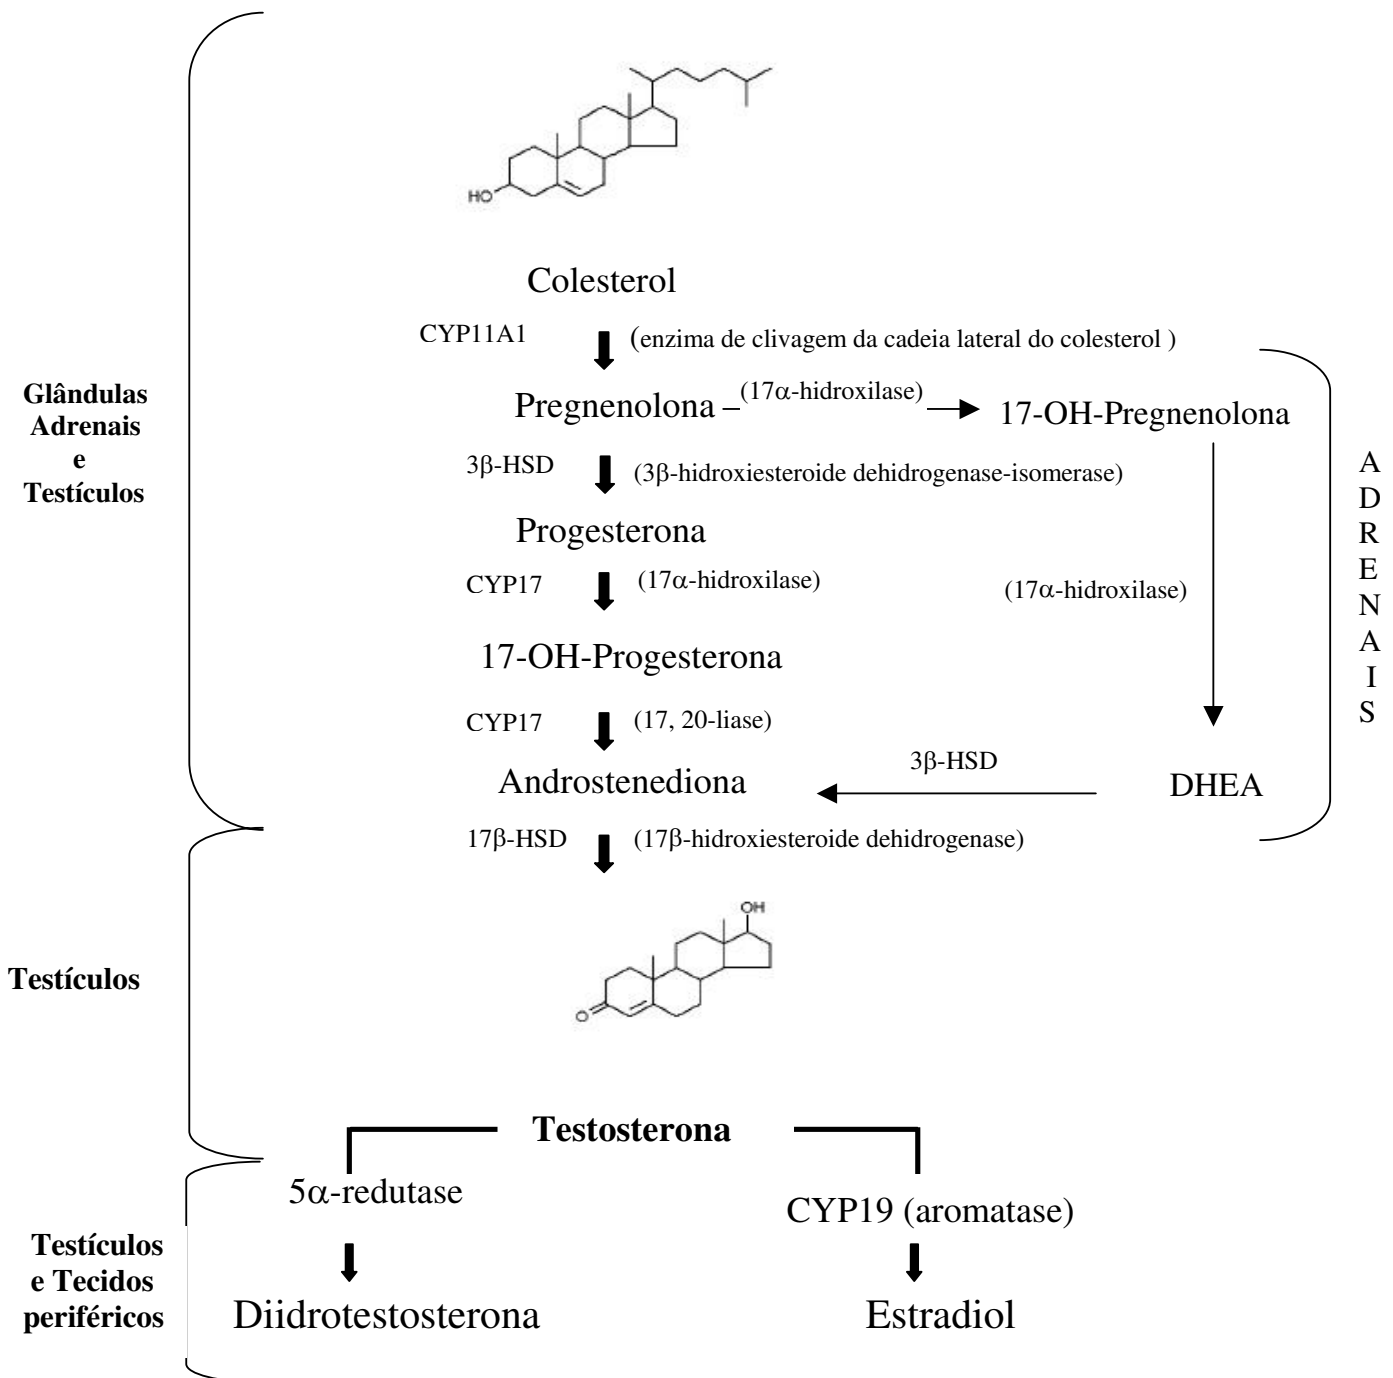 HO
Colesterol
CYP11A1 (enzima de clivagem da cadeia lateral do colesterol )
Glândulas
Adrenais
e
Testículos
Pregnenolona (17α-hidroxilase) 17-OH-Pregnenolona
3β-HSD (3β-hidroxiesteroide dehidrogenase-isomerase)
Progesterona
CYP17 (17α-hidroxilase)
(17α-hidroxilase)
A
D
R
E
N
A
I
S
17-OH-Progesterona
CYP17 (17, 20-liase)
Androstenediona 3β-HSD DHEA
17β-HSD (17β-hidroxiesteroide dehidrogenase)
OH
O
Testículos
Testosterona
5α-redutase
CYP19 (aromatase)
Testículos
e Tecidos
periféricos
Diidrotestosterona Estradiol